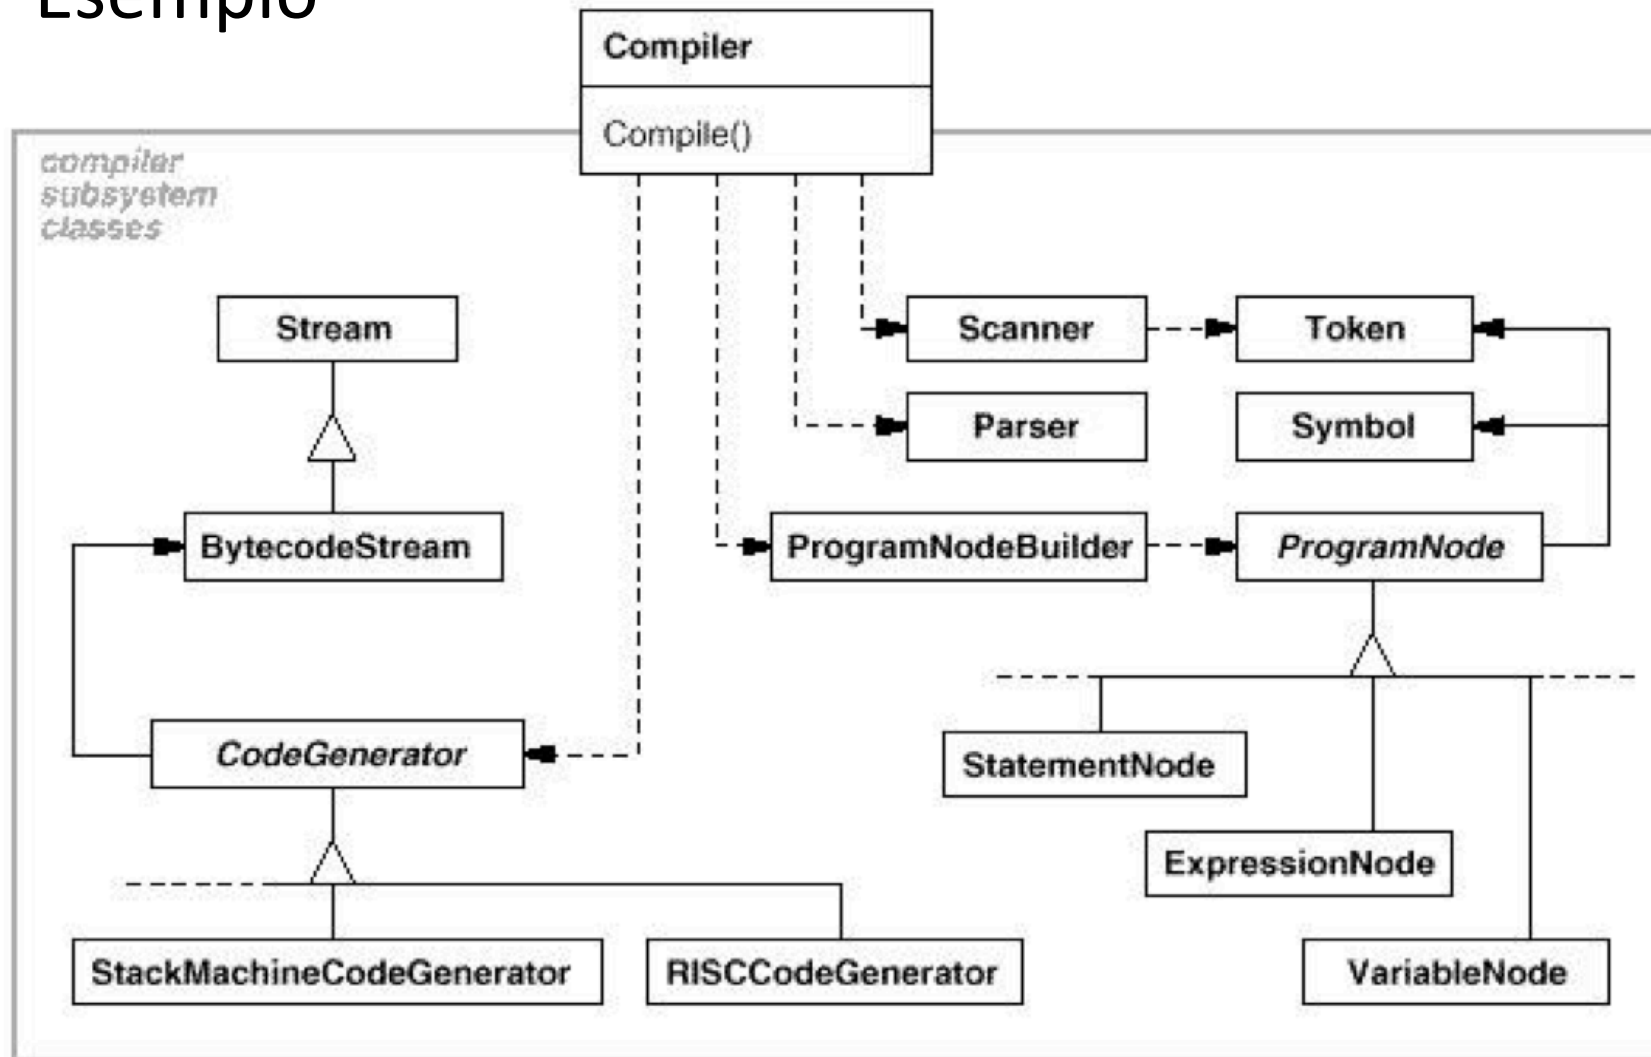 Esempio
Compiler
Compile()
compiler
subsystem
classes
Stream
Scanner
Token
Parser
Symbol
BytecodeStream
ProgramNodeBuilder
ProgramNode
CodeGenerator
StatementNode
ExpressionNode
StackMachineCodeGenerator
RISCCodeGenerator
VariableNode